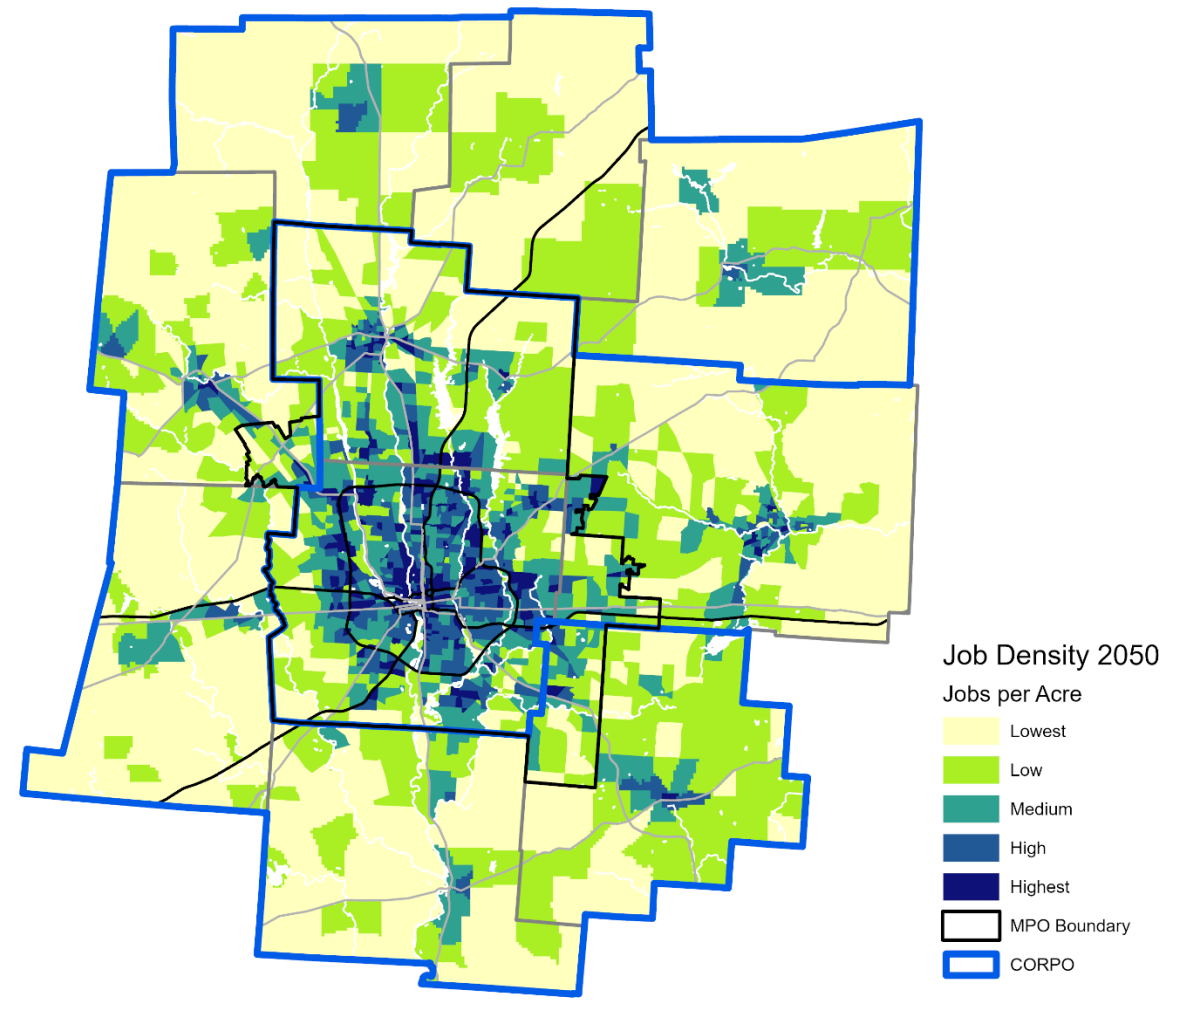 Job Density 2050
Jobs per Acre
Lowest
Low
Medium
High
Highest
MPO Boundary
CORPO